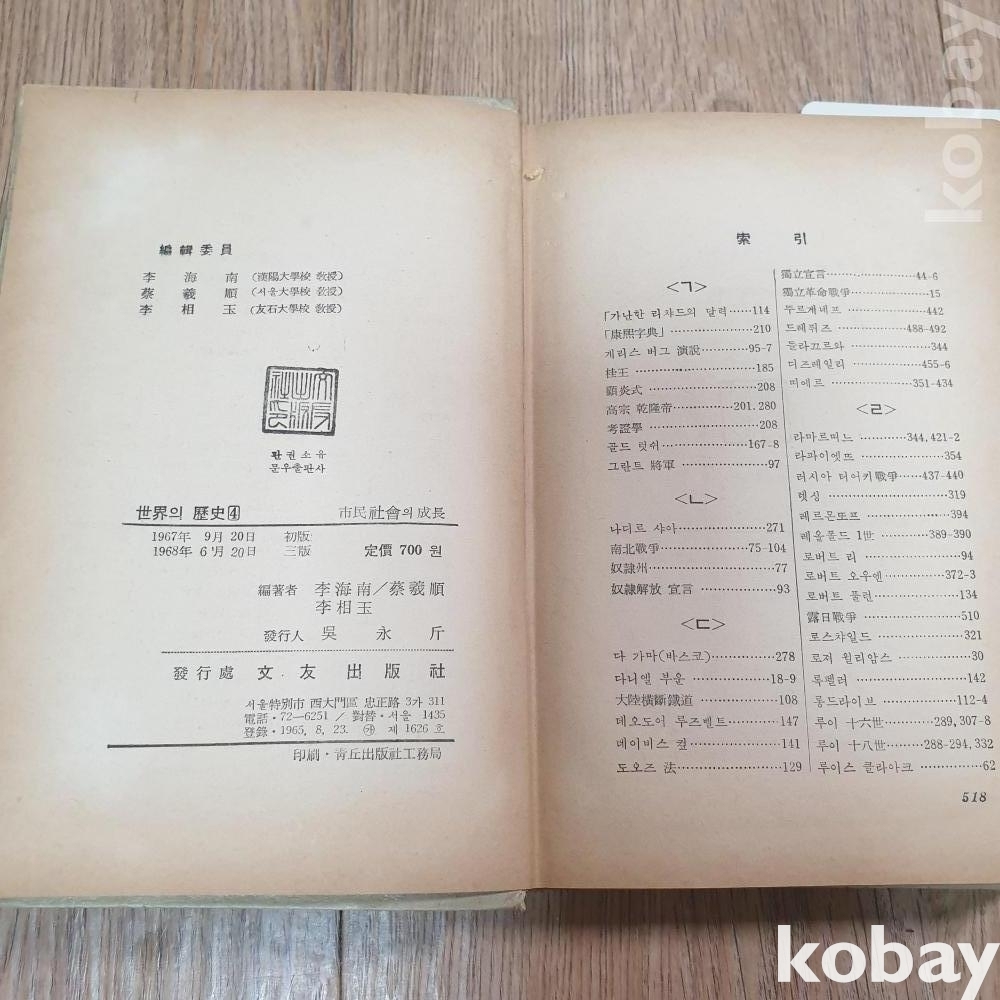 編輯委員
李海南 (漢陽大學校 敎授)
蔡羲順 (서울大學校 敎授)
李相玉 (友石大學校 敎授)
판권소유
문우출판사
世界의 歷史④ 市民社會의 成長
1967年 9月 20日 初版
1968年 6月 20日 三版 定價 700 원
編著者 李海南/蔡羲順
李相玉
發行人 吳永斤
發行處 文友出版社
서울特別市 西大門區 忠正路 3가 311
電話・72-6251 / 對替・서울 1435
登錄・1965, 8, 23. ㉮ 제 1626 호
印刷・靑丘出版社工務局
索引
<ㄱ>
「가난한 리챠드의 달력……114
「康熙字典」……210
게리스 버그 演說……95-7
桂王……185
顧炎式……208
高宗 乾隆帝……201.280
考證學……208
골드 럿쉬……167-8
그란트 將軍……97
<ㄴ>
나디르 샤아……271
南北戰爭……75-104
奴隷州……77
奴隷解放 宣言……93
<ㄷ>
다 가마(바스코)……278
다니엘 부운……18-9
大陸橫斷鐵道……108
데오도어 루즈벨트……147
데이비스 컾……141
도오즈 法……129
獨立宣言……44-6
獨立革命戰爭……15
두르게네프……442
드레퓌즈……488-492
들라끄르와……344
디즈레일리……455-6
띠에르……351-434
<ㄹ>
라마르띠느……344,421-2
라파이엣뜨……354
러시아 터어키戰爭……437-440
렛싱……319
레르몬또프……394
레올폴드 1世……389-390
로버트 리……94
로버트 오우엔……372-3
로버트 풀런……134
露日戰爭……510
로스챠일드……321
로저 윌리암스……30
록펠러……142
롱드라이브……112-4
루이 十六世……289,307-8
루이 十八世……288-294,332
루이스 클라아크……62
518
kobay
kobay